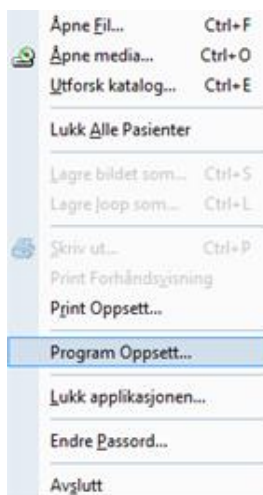 Åpne Fil... Ctrl+F
Åpne media... Ctrl+O
Utforsk katalog... Ctrl+E
Lukk Alle Pasienter
Lagre bildet som... Ctrl+S
Lagre loop som... Ctrl+L
Skriv ut... Ctrl+P
Print Forhåndsvisning
Print Oppsett...
Program Oppsett...
Lukk applikasjonen...
Endre Passord...
Avslutt